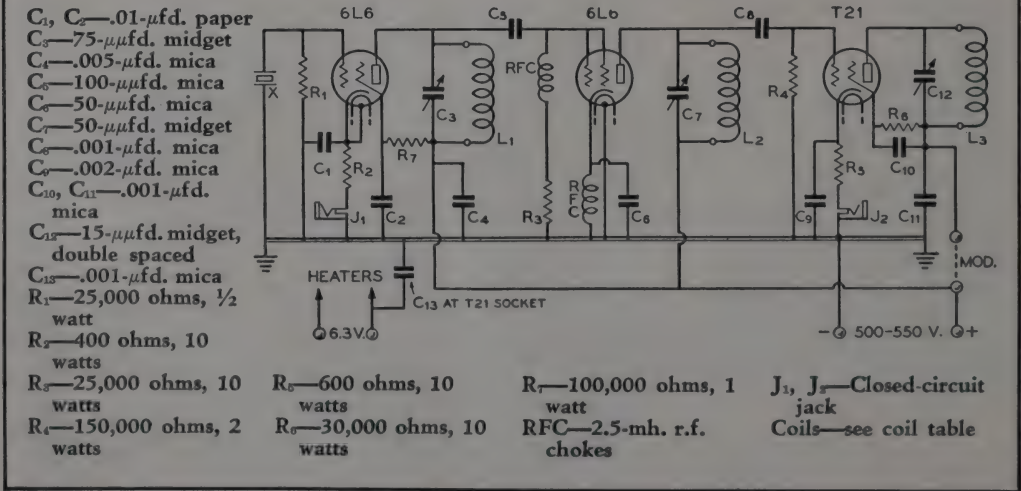 C₁, C₂—.01-μfd. paper
C₃—75-μμfd. midget
C₄—.005-μfd. mica
C₅—100-μμfd. mica
C₆—50-μμfd. mica
C₇—50-μμfd. midget
C₈—.001-μfd. mica
C₉—.002-μfd. mica
C₁₀, C₁₁—.001-μfd.
mica
C₁₂—15-μμfd. midget,
double spaced
C₁₃—.001-μfd. mica
R₁—25,000 ohms, ½
watt
R₂—400 ohms, 10
watts
R₃—25,000 ohms, 10
watts
R₄—150,000 ohms, 2
watts
R₅—600 ohms, 10
watts
R₆—30,000 ohms, 10
watts
R₇—100,000 ohms, 1
watt
RFC—2.5-mh. r.f.
chokes
J₁, J₂—Closed-circuit
jack
Coils—see coil table
6L6
C5
6L6
C8
T21
X
R1
C1
R2
J1
C2
R7
C3
L1
C4
RFC
R3
RFC
C6
C7
L2
R4
C9
R5
J2
R6
C10
C11
C12
L3
MOD.
HEATERS
6.3 V.
C13 AT T21 SOCKET
– 500-550 V. +